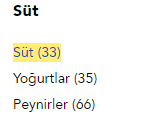 Süt
Süt (33)
Yoğurtlar (35)
Peynirler (66)